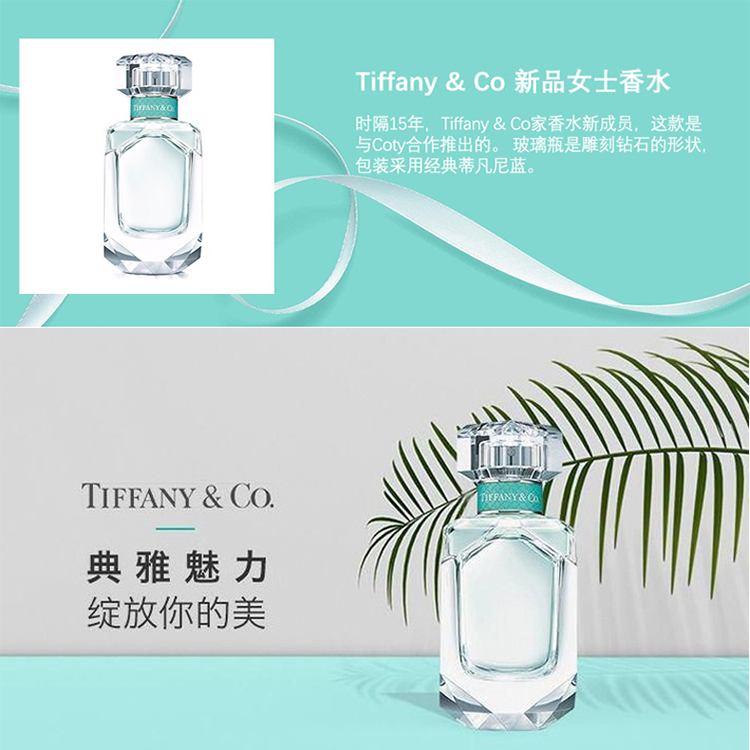 TIFFANY & CO.
Tiffany & Co 新品女士香水
时隔15年，Tiffany & Co家香水新成员，这款是
与Coty合作推出的。 玻璃瓶是雕刻钻石的形状,
包装采用经典蒂凡尼蓝。
TIFFANY & CO.
典雅魅力
绽放你的美
TIFFANY & CO.